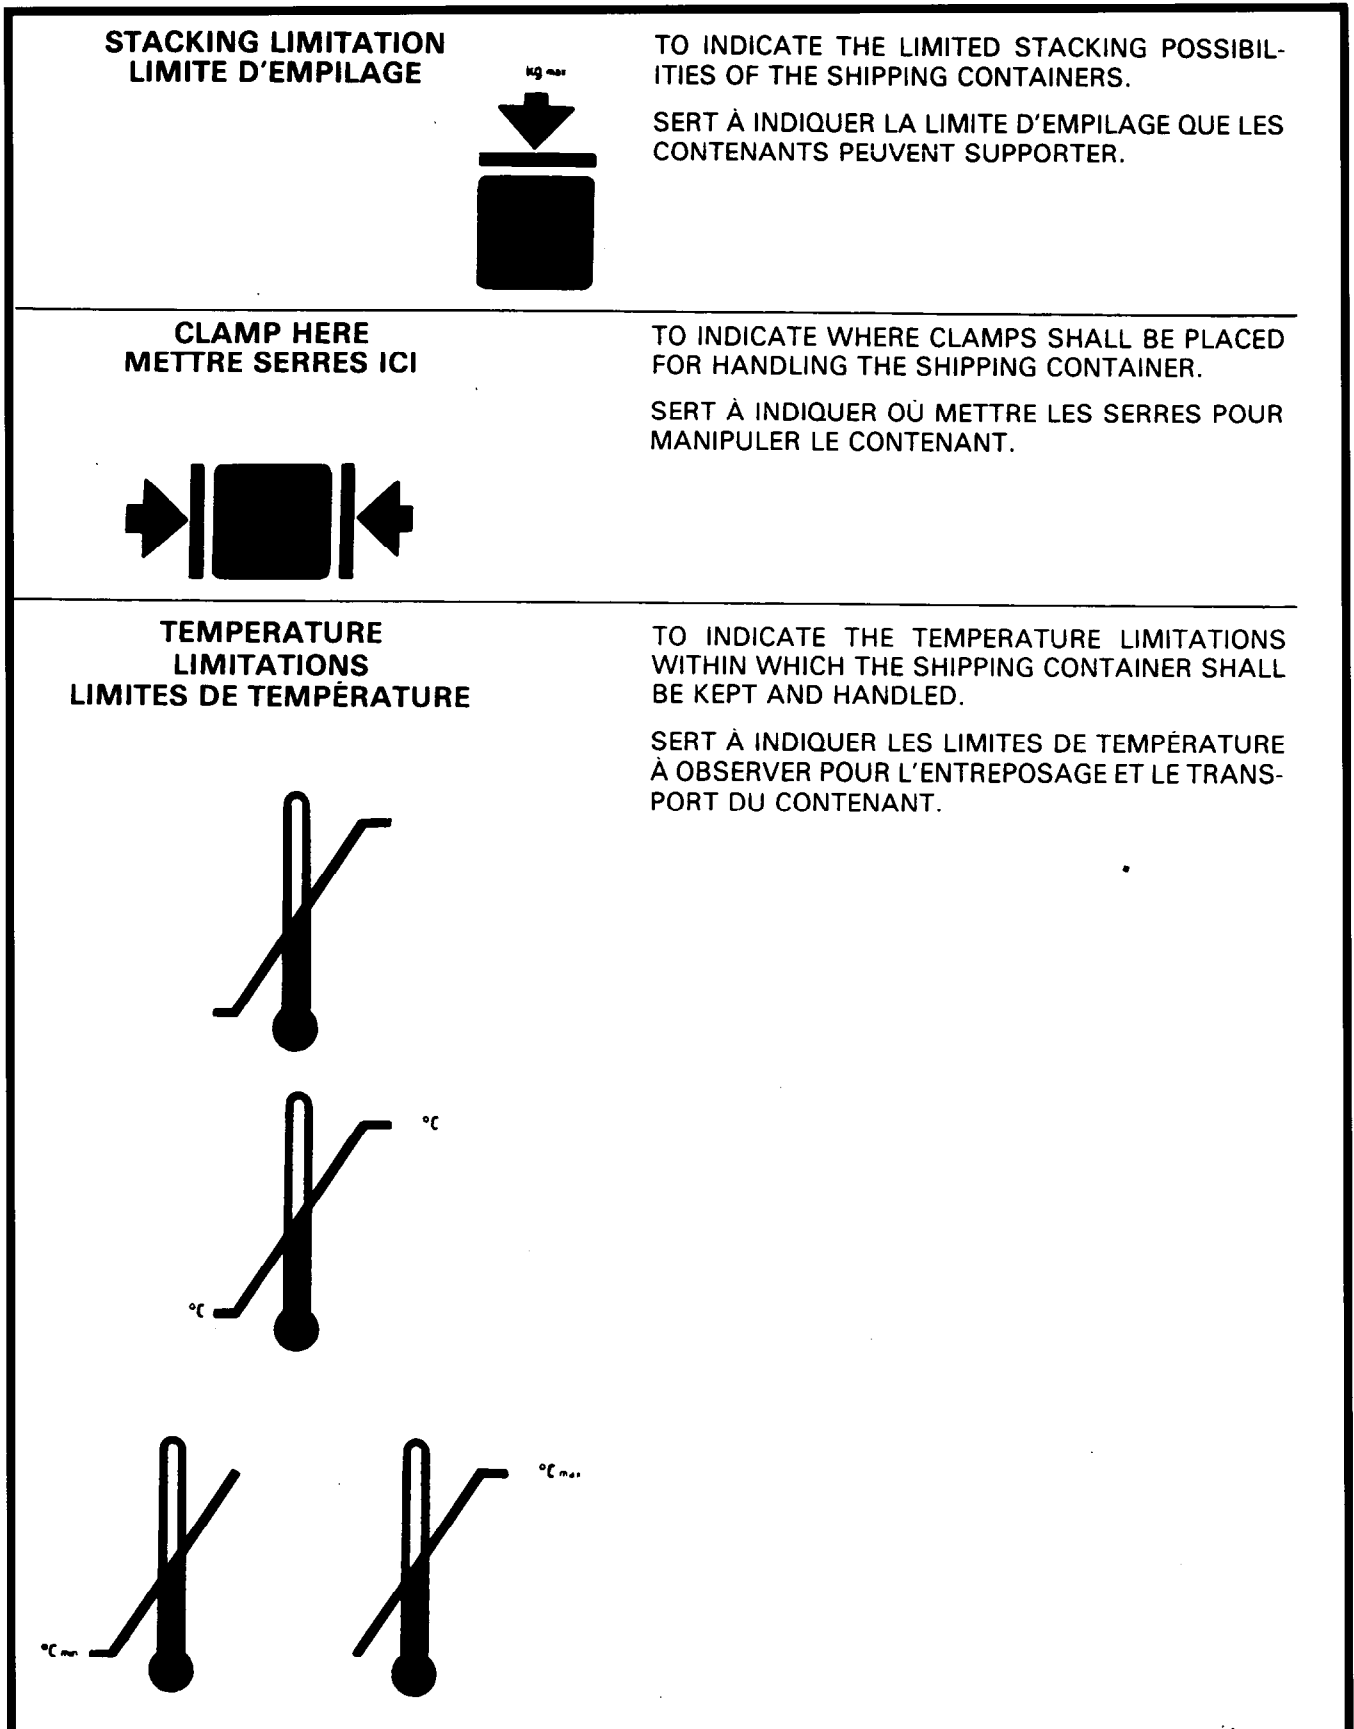 STACKING LIMITATION
LIMITE D'EMPILAGE
kg max
TO INDICATE THE LIMITED STACKING POSSIBIL-
ITIES OF THE SHIPPING CONTAINERS.
SERT À INDIQUER LA LIMITE D'EMPILAGE QUE LES
CONTENANTS PEUVENT SUPPORTER.
CLAMP HERE
METTRE SERRES ICI
TO INDICATE WHERE CLAMPS SHALL BE PLACED
FOR HANDLING THE SHIPPING CONTAINER.
SERT À INDIQUER OÙ METTRE LES SERRES POUR
MANIPULER LE CONTENANT.
TEMPERATURE
LIMITATIONS
LIMITES DE TEMPÉRATURE
TO INDICATE THE TEMPERATURE LIMITATIONS
WITHIN WHICH THE SHIPPING CONTAINER SHALL
BE KEPT AND HANDLED.
SERT À INDIQUER LES LIMITES DE TEMPÉRATURE
À OBSERVER POUR L'ENTREPOSAGE ET LE TRANS-
PORT DU CONTENANT.
°C
°C
°C max
°C min